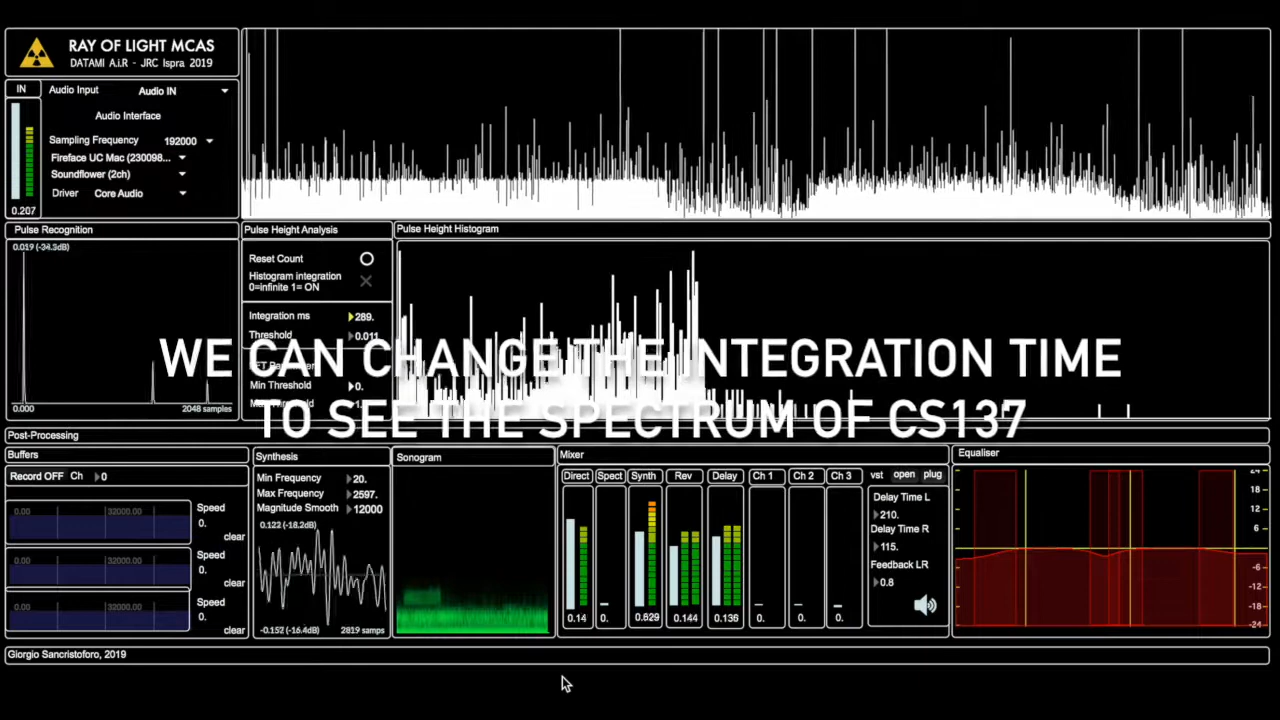 RAY OF LIGHT MCAS
DATAMI A.i.R - JRC Ispra 2019
IN
Audio Input
Audio IN
Audio Interface
Sampling Frequency
192000
Fireface UC Mac (230098...
Soundflower (2ch)
Driver
Core Audio
0.207
Pulse Recognition
Pulse Height Analysis
Pulse Height Histogram
0.019 (-34.3dB)
Reset Count
Histogram integration
0=infinite 1= ON
Integration ms
289.
Threshold
0.011
WE CAN CHANGE THE INTEGRATION TIME
TO SEE THE SPECTRUM OF CS137
Min Threshold
0.
0.000
2048 samples
Post-Processing
Buffers
Synthesis
Sonogram
Mixer
Equaliser
Record OFF
Ch
0
Min Frequency
20.
Max Frequency
2597.
Magnitude Smooth
12000
Direct
Spect
Synth
Rev
Delay
Ch 1
Ch 2
Ch 3
vst
open
plug
0.00
32000.00
Speed
0.
clear
0.00
32000.00
Speed
0.
clear
0.00
32000.00
Speed
0.
clear
0.122 (-18.2dB)
-0.152 (-16.4dB)
2819 samps
Delay Time L
210.
Delay Time R
115.
Feedback LR
0.8
0.14
0.
0.629
0.144
0.136
0.
0.
0.
24
18
12
6
-6
-12
-18
-24
Giorgio Sancristoforo, 2019